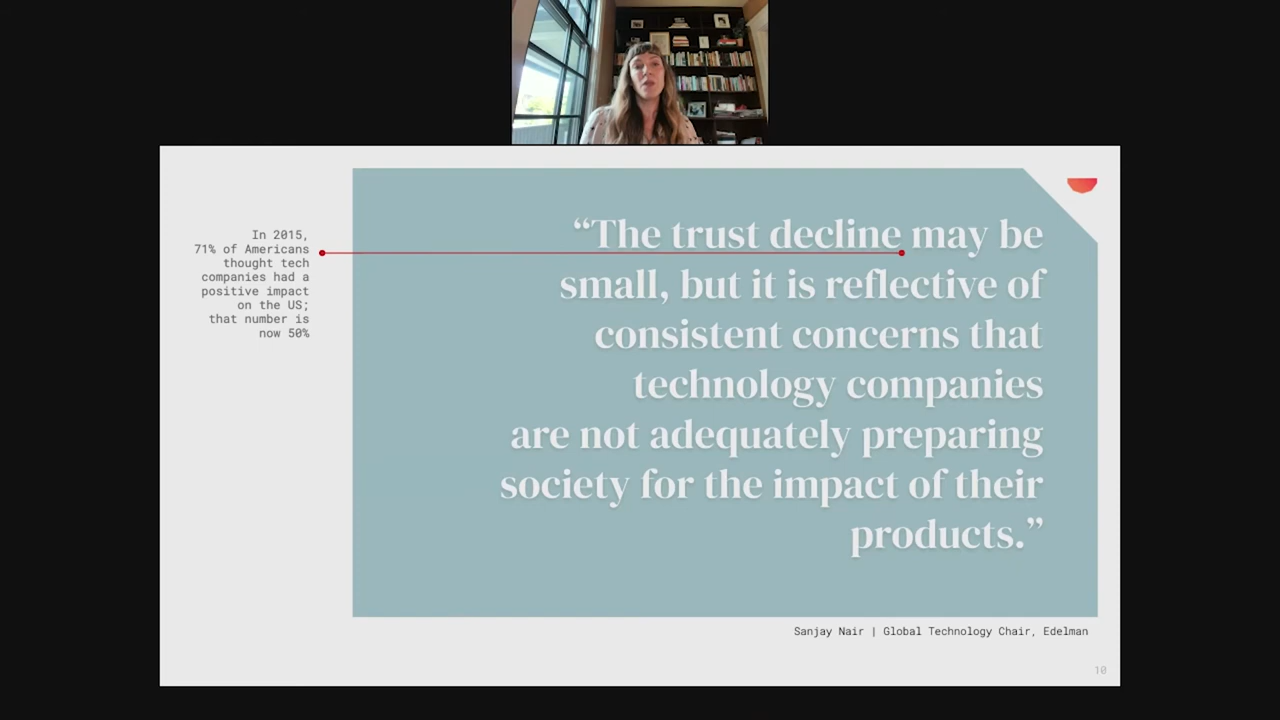 In 2015,
71% of Americans
thought tech
companies had a
positive impact
on the US;
that number is
now 50%
“The trust decline may be
small, but it is reflective of
consistent concerns that
technology companies
are not adequately preparing
society for the impact of their
products.”
Sanjay Nair | Global Technology Chair, Edelman
10